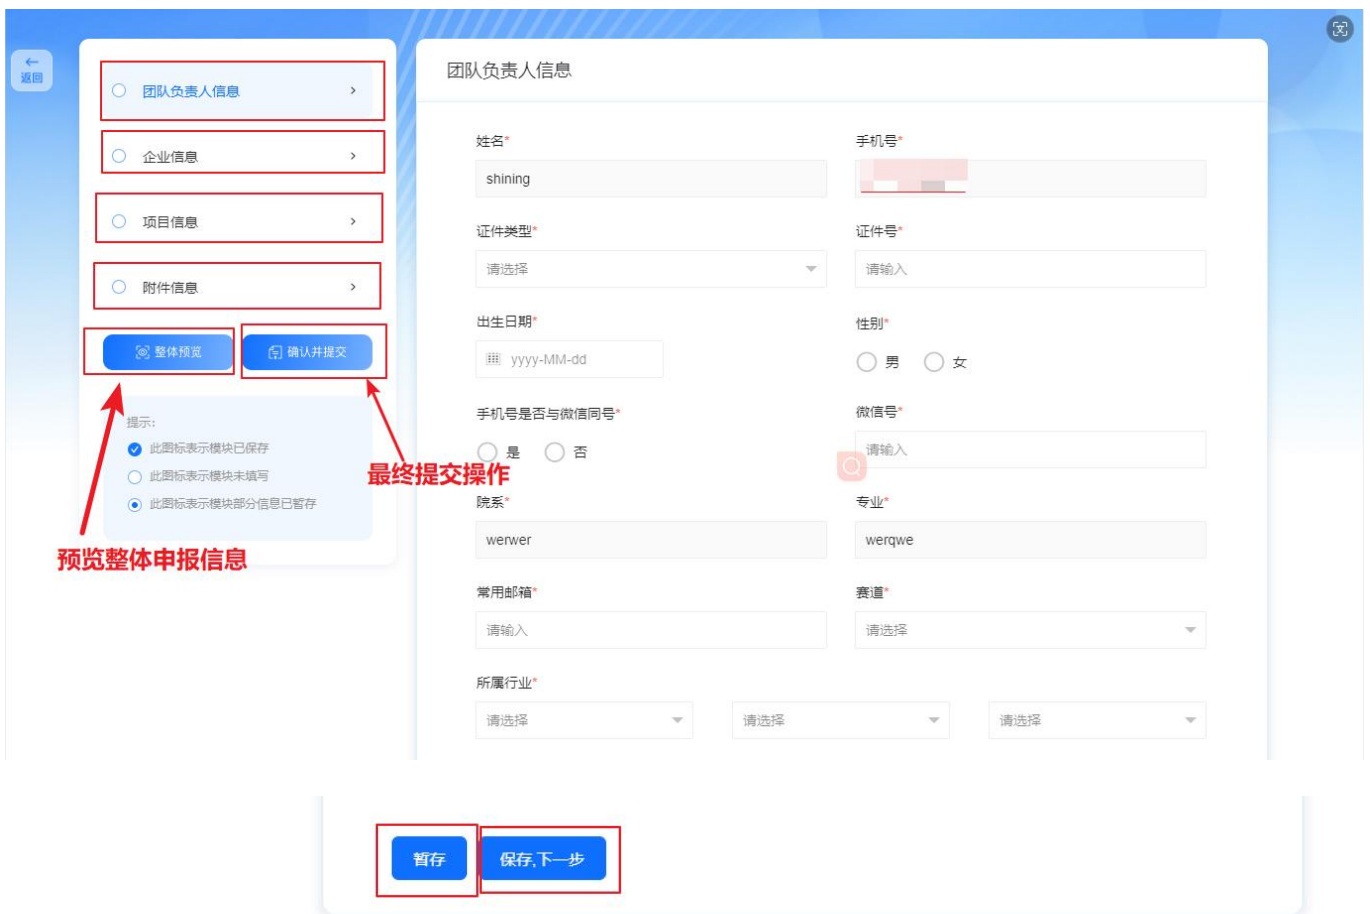 返回
团队负责人信息
企业信息
项目信息
附件信息
整体预览
确认并提交
提示:
此图标表示模块已保存
此图标表示模块未填写
此图标表示模块部分信息已暂存
预览整体申报信息
最终提交操作
团队负责人信息
姓名* 手机号*
shining
证件类型* 证件号*
请选择 请输入
出生日期* 性别*
yyyy-MM-dd 男 女
手机号是否与微信同号* 微信号*
是 否 请输入
院系* 专业*
werwer werqwe
常用邮箱* 赛道*
请输入 请选择
所属行业*
请选择 请选择 请选择
暂存 保存,下一步